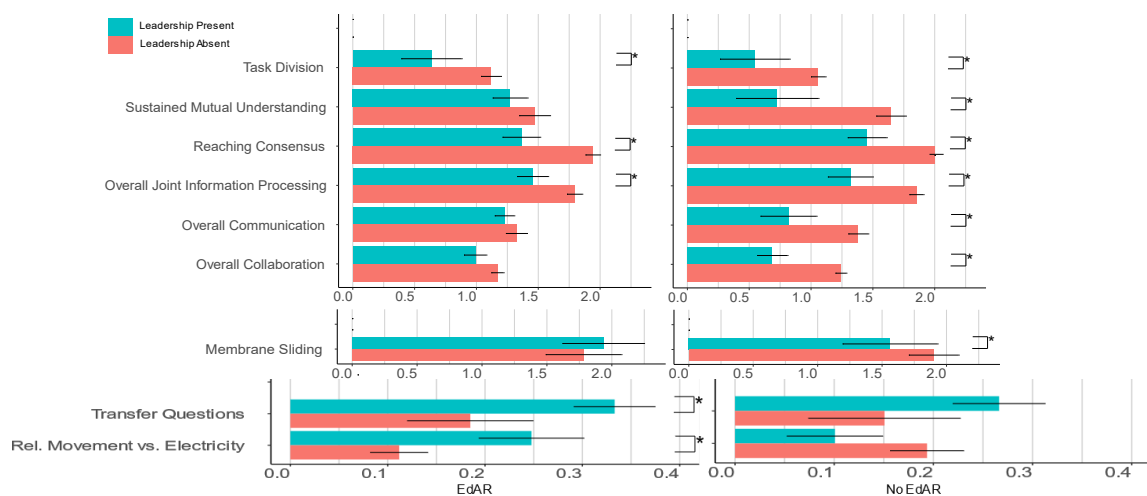 Leadership Present
Leadership Absent
Task Division
*
*
Sustained Mutual Understanding
*
Reaching Consensus
*
*
Overall Joint Information Processing
*
*
Overall Communication
*
Overall Collaboration
*
0.0 0.5 1.0 1.5 2.0
0.0 0.5 1.0 1.5 2.0
Membrane Sliding
*
0.0 0.5 1.0 1.5 2.0
0.0 0.5 1.0 1.5 2.0
Transfer Questions
*
Rel. Movement vs. Electricity
*
0.0 0.1 0.2 0.3 0.4
0.0 0.1 0.2 0.3 0.4
EdAR
No EdAR